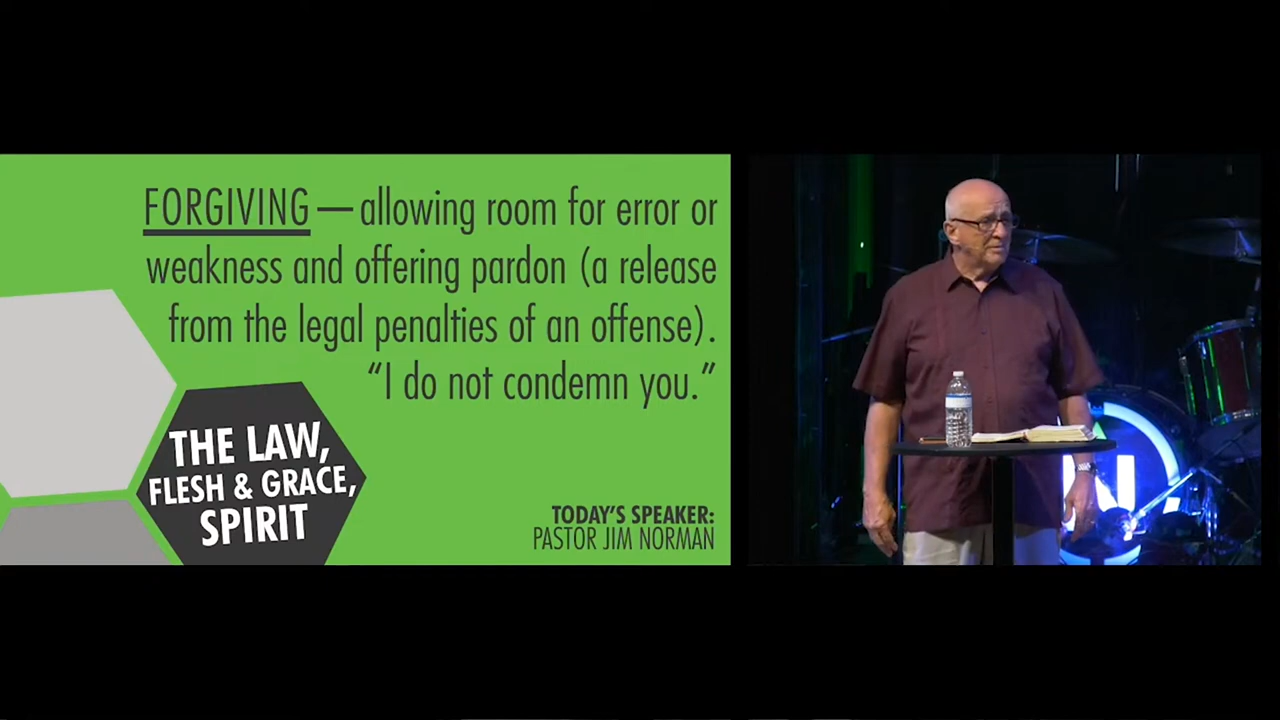 FORGIVING — allowing room for error or
weakness and offering pardon (a release
from the legal penalties of an offense).
“I do not condemn you.”
THE LAW,
FLESH & GRACE,
SPIRIT
TODAY’S SPEAKER:
PASTOR JIM NORMAN